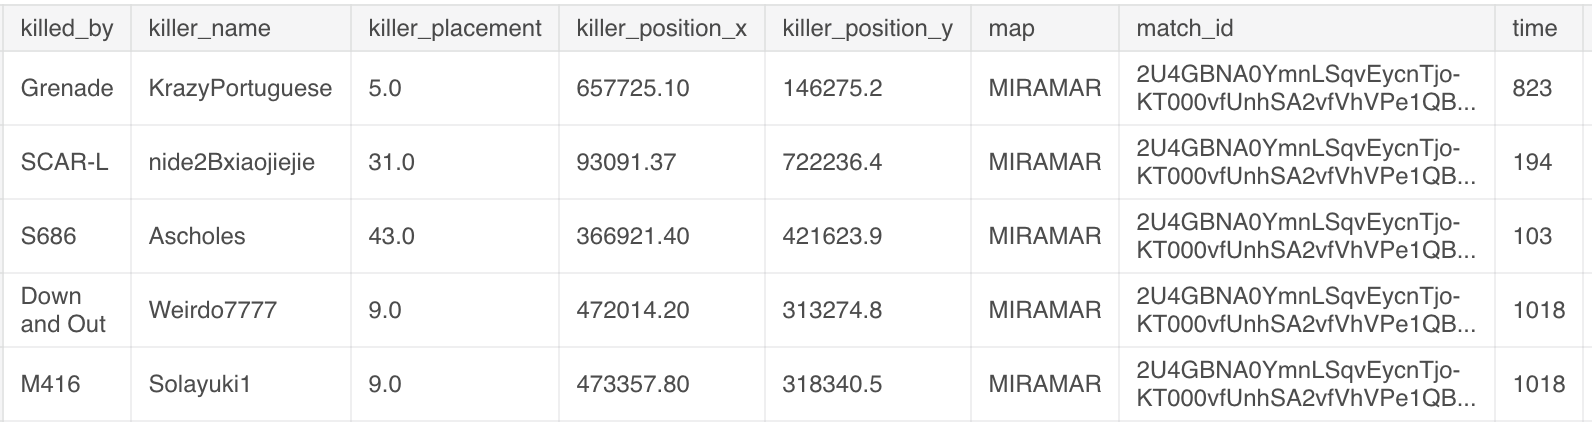 killed_by killer_name killer_placement killer_position_x killer_position_y map match_id time
Grenade KrazyPortuguese 5.0 657725.10 146275.2 MIRAMAR 2U4GBNA0YmnLSqvEycnTjo-
KT000vfUnhSA2vfVhVPe1QB... 823
SCAR-L nide2Bxiaojiejie 31.0 93091.37 722236.4 MIRAMAR 2U4GBNA0YmnLSqvEycnTjo-
KT000vfUnhSA2vfVhVPe1QB... 194
S686 Ascholes 43.0 366921.40 421623.9 MIRAMAR 2U4GBNA0YmnLSqvEycnTjo-
KT000vfUnhSA2vfVhVPe1QB... 103
Down
and Out Weirdo7777 9.0 472014.20 313274.8 MIRAMAR 2U4GBNA0YmnLSqvEycnTjo-
KT000vfUnhSA2vfVhVPe1QB... 1018
M416 Solayuki1 9.0 473357.80 318340.5 MIRAMAR 2U4GBNA0YmnLSqvEycnTjo-
KT000vfUnhSA2vfVhVPe1QB... 1018